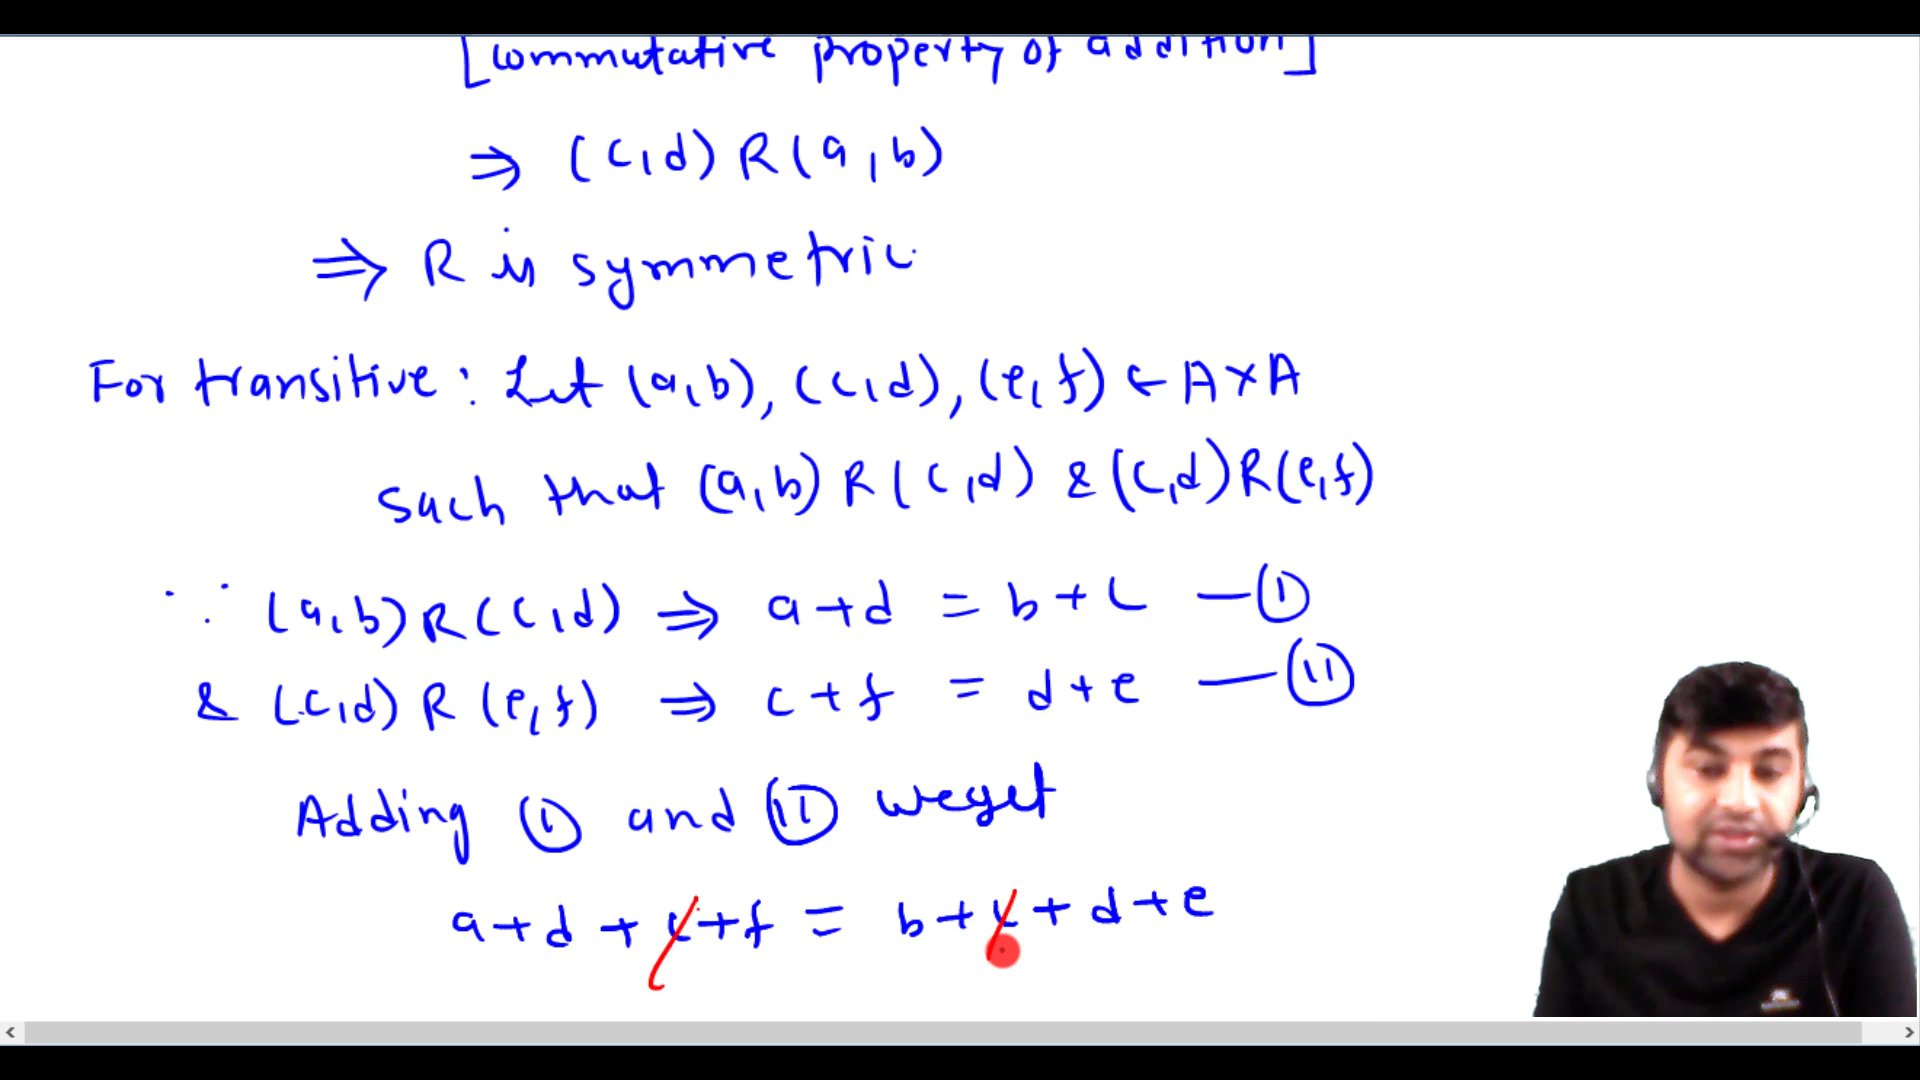 [commutative property of addition]
⇒ (c,d) R (a,b)
⇒ R is symmetric
For transitive: Let (a,b), (c,d), (e,f) ∈ A×A
such that (a,b) R (c,d) & (c,d) R (e,f)
∵ (a,b) R (c,d) ⇒ a+d = b+c —(I)
& (c,d) R (e,f) ⇒ c+f = d+e —(II)
Adding (I) and (II) we get
a+d+c+f = b+c+d+e